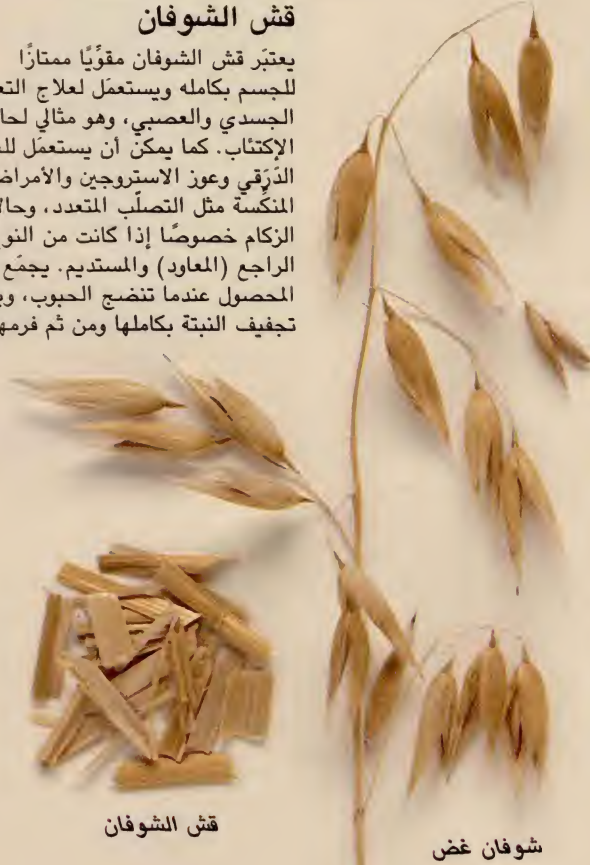 قش الشوفان
يعتبَر قش الشوفان مقوِّيًا ممتازًا
للجسم بكامله ويستعمَل لعلاج
الجسدي والعصبي، وهو مثالي
الإكتئاب. كما يمكن أن يستعمَل
الدَرَقي وعوز الاستروجين والأمراض
المنكِّسة مثل التصلّب المتعدد،
الزكام خصوصًا إذا كانت من
الراجع (المعاود) والمستديم. يجمَع
المحصول عندما تنضج الحبوب،
تجفيف النبتة بكاملها ومن ثم فرمها
قش الشوفان
شوفان غض